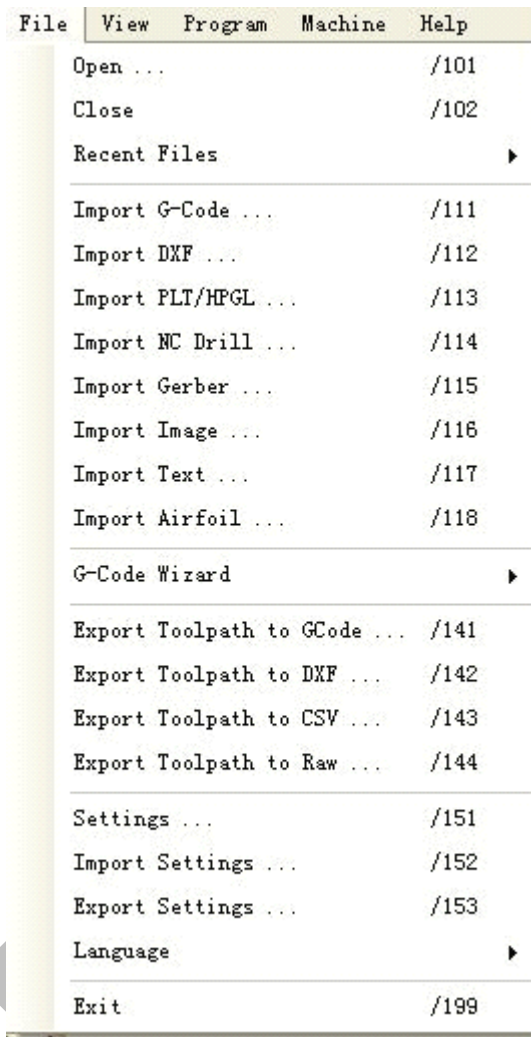 File View Program Machine Help
Open ... /101
Close /102
Recent Files
Import G-Code ... /111
Import DXF ... /112
Import PLT/HPGL ... /113
Import NC Drill ... /114
Import Gerber ... /115
Import Image ... /116
Import Text ... /117
Import Airfoil ... /118
G-Code Wizard
Export Toolpath to GCode ... /141
Export Toolpath to DXF ... /142
Export Toolpath to CSV ... /143
Export Toolpath to Raw ... /144
Settings ... /151
Import Settings ... /152
Export Settings ... /153
Language
Exit /199